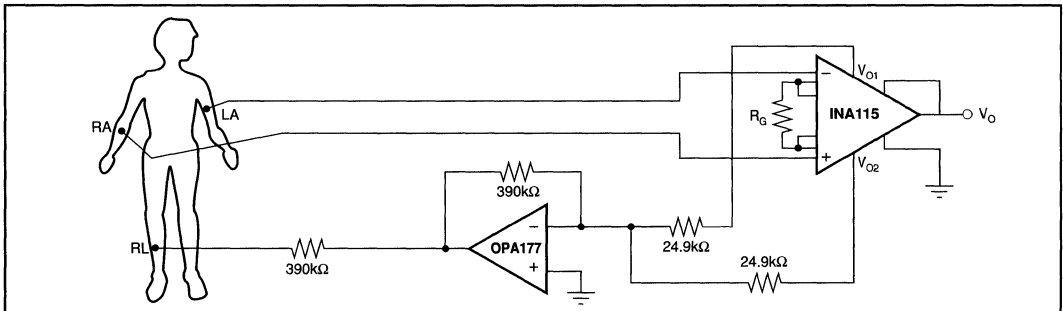 RA
LA
RL
390kΩ
390kΩ
OPA177
−
+
24.9kΩ
24.9kΩ
R_G
−
+
INA115
V_O1
V_O2
V_O